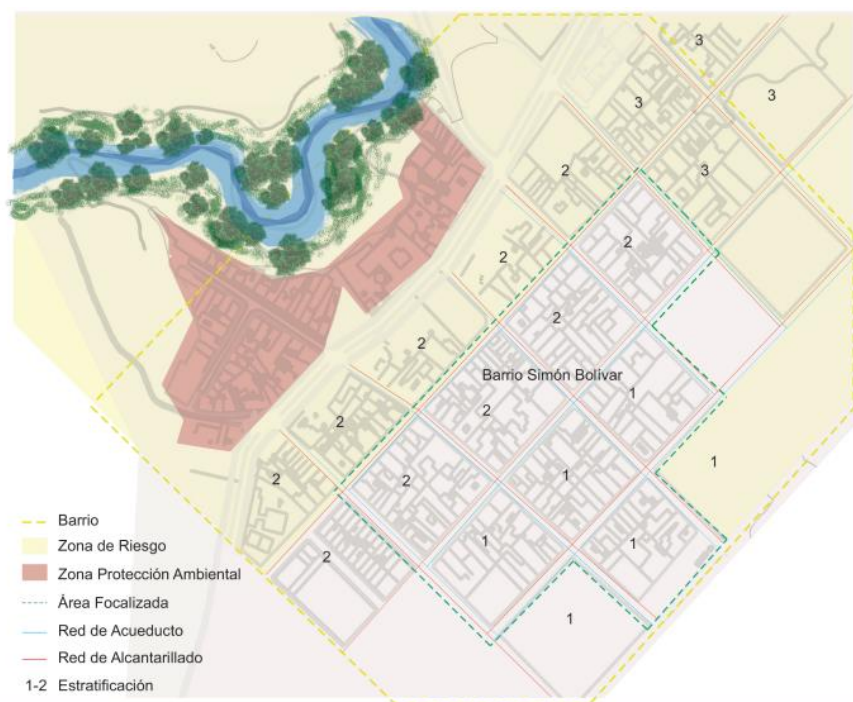 3
3
3
3
2
2
2
2
2
Barrio Simón Bolívar
1
2
2
1
1
2
2
1
1
2
1
Barrio
Zona de Riesgo
Zona Protección Ambiental
Área Focalizada
Red de Acueducto
Red de Alcantarillado
1-2 Estratificación